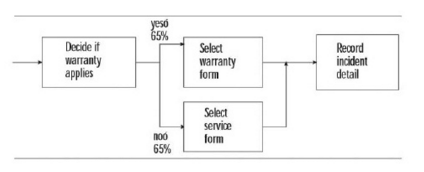 yesó
65%
Decide if
warranty
applies
Select
warranty
form
Record
incident
detail
Select
service
form
noó
65%